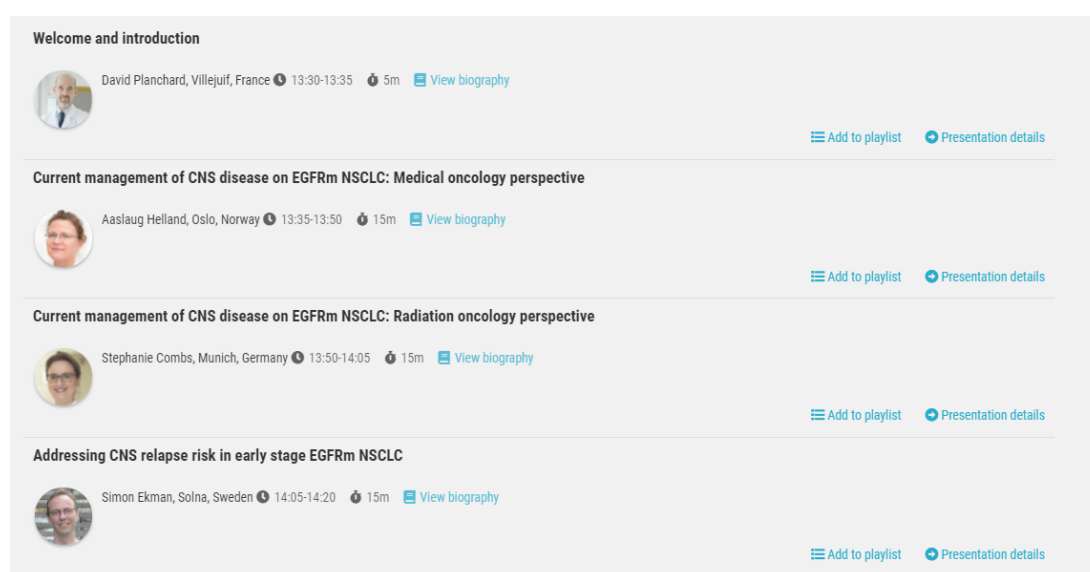 Welcome and introduction
David Planchard, Villejuif, France 13:30-13:35 5m View biography
Add to playlist Presentation details
Current management of CNS disease on EGFRm NSCLC: Medical oncology perspective
Aaslaug Helland, Oslo, Norway 13:35-13:50 15m View biography
Add to playlist Presentation details
Current management of CNS disease on EGFRm NSCLC: Radiation oncology perspective
Stephanie Combs, Munich, Germany 13:50-14:05 15m View biography
Add to playlist Presentation details
Addressing CNS relapse risk in early stage EGFRm NSCLC
Simon Ekman, Solna, Sweden 14:05-14:20 15m View biography
Add to playlist Presentation details